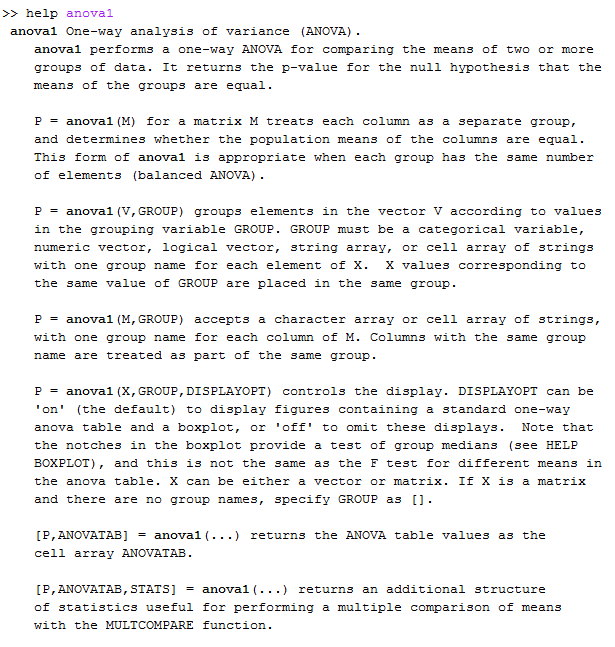 >> help anova1
anova1 One-way analysis of variance (ANOVA).
anova1 performs a one-way ANOVA for comparing the means of two or more
groups of data. It returns the p-value for the null hypothesis that the
means of the groups are equal.
P = anova1(M) for a matrix M treats each column as a separate group,
and determines whether the population means of the columns are equal.
This form of anova1 is appropriate when each group has the same number
of elements (balanced ANOVA).
P = anova1(V,GROUP) groups elements in the vector V according to values
in the grouping variable GROUP. GROUP must be a categorical variable,
numeric vector, logical vector, string array, or cell array of strings
with one group name for each element of X.  X values corresponding to
the same value of GROUP are placed in the same group.
P = anova1(M,GROUP) accepts a character array or cell array of strings,
with one group name for each column of M. Columns with the same group
name are treated as part of the same group.
P = anova1(X,GROUP,DISPLAYOPT) controls the display. DISPLAYOPT can be
'on' (the default) to display figures containing a standard one-way
anova table and a boxplot, or 'off' to omit these displays.  Note that
the notches in the boxplot provide a test of group medians (see HELP
BOXPLOT), and this is not the same as the F test for different means in
the anova table. X can be either a vector or matrix. If X is a matrix
and there are no group names, specify GROUP as [].
[P,ANOVATAB] = anova1(...) returns the ANOVA table values as the
cell array ANOVATAB.
[P,ANOVATAB,STATS] = anova1(...) returns an additional structure
of statistics useful for performing a multiple comparison of means
with the MULTCOMPARE function.